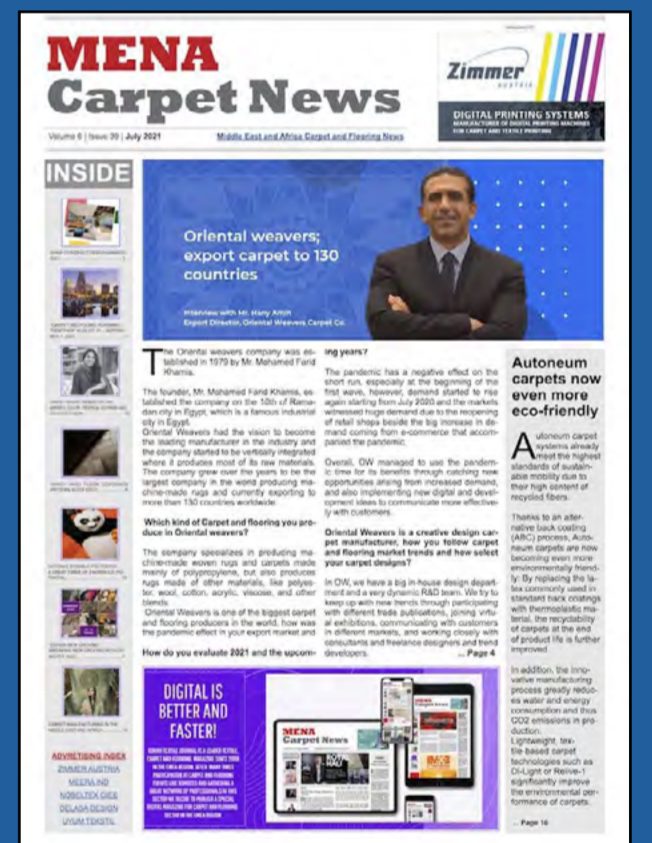 MENA
Carpet News
Zimmer
AUSTRIA
DIGITAL PRINTING SYSTEMS
MANUFACTURER OF DIGITAL PRINTING MACHINES
FOR CARPET AND TEXTILE PRINTING
Volume 6 | Issue 39 | July 2021
Middle East and Africa Carpet and Flooring News
INSIDE
Oriental weavers;
export carpet to 130
countries
Interview with Mr. Hany Amin
Export Director, Oriental Weavers Carpet Co.
The Oriental weavers company was es-
tablished in 1979 by Mr. Mohamed Farid
Khamis.
The founder, Mr. Mohamed Farid Khamis, es-
tablished the company on the 10th of Rama-
dan city in Egypt, which is a famous industrial
city in Egypt.
Oriental Weavers had the vision to become
the leading manufacturer in the industry and
the company started to be vertically integrated
where it produces most of its raw materials.
The company grew over the years to be the
largest company in the world producing ma-
chine-made rugs and currently exporting to
more than 130 countries worldwide.
Which kind of Carpet and flooring you pro-
duce in Oriental weavers?
The company specializes in producing ma-
chine-made woven rugs and carpets made
mainly of polypropylene, but also produces
rugs made of other materials, like polyes-
ter, wool, cotton, acrylic, viscose, and other
blends.
Oriental Weavers is one of the biggest carpet
and flooring producers in the world, how was
the pandemic effect in your export market and
How do you evaluate 2021 and the upcom-
ing years?
The pandemic has a negative effect on the
short run, especially at the beginning of the
first wave, however, demand started to rise
again starting from July 2020 and the markets
witnessed huge demand due to the reopening
of retail shops beside the big increase in de-
mand coming from e-commerce that accom-
panied the pandemic.
Overall, OW managed to use the pandem-
ic time for its benefits through catching new
opportunities arising from increased demand,
and also implementing new digital and devel-
opment ideas to communicate more effective-
ly with customers.
Oriental Weavers is a creative design car-
pet manufacturer, how you follow carpet
and flooring market trends and how select
your carpet designs?
In OW, we have a big in-house design depart-
ment and a very dynamic R&D team. We try to
keep up with new trends through participating
with different trade publications, joining virtu-
al exhibitions, communicating with customers
in different markets, and working closely with
consultants and freelance designers and trend
developers.
... Page 4
Autoneum
carpets now
even more
eco-friendly
Autoneum carpet
systems already
meet the highest
standards of sustain-
able mobility due to
their high content of
recycled fibers.
Thanks to an alter-
native back coating
(ABC) process, Auto-
neum carpets are now
becoming even more
environmentally friend-
ly: By replacing the la-
tex commonly used in
standard back coatings
with thermoplastic ma-
terial, the recyclability
of carpets at the end
of product life is further
improved
In addition, the inno-
vative manufacturing
process greatly reduc-
es water and energy
consumption and thus
CO2 emissions in pro-
duction.
Lightweight, tex-
tile-based carpet
technologies such as
Di-Light or Relive-1
significantly improve
the environmental per-
formance of carpets.
... Page 16
ADVRETISING INDEX
ZIMMER AUSTRIA
MEERA IND
NOBELTEX GICE
DELASA DESIGN
UYUM TEKSTIL
DIGITAL IS
BETTER AND
FASTER!
MENA
Carpet News